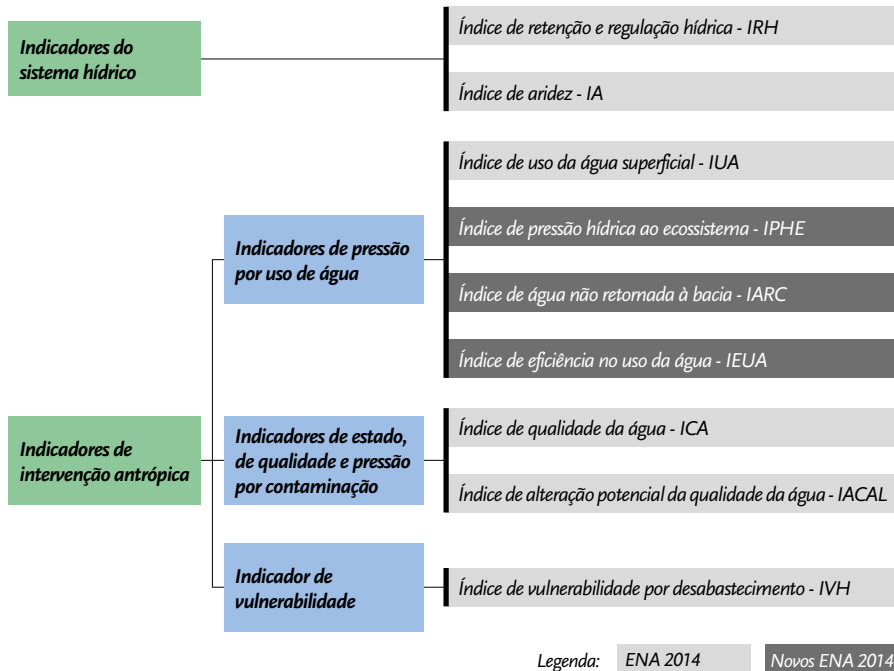 Indicadores do
sistema hídrico
Índice de retenção e regulação hídrica - IRH
Índice de aridez - IA
Indicadores de
intervenção antrópica
Indicadores de pressão
por uso de água
Índice de uso da água superficial - IUA
Índice de pressão hídrica ao ecossistema - IPHE
Índice de água não retornada à bacia - IARC
Índice de eficiência no uso da água - IEUA
Indicadores de estado,
de qualidade e pressão
por contaminação
Índice de qualidade da água - ICA
Índice de alteração potencial da qualidade da água - IACAL
Indicador de
vulnerabilidade
Índice de vulnerabilidade por desabastecimento - IVH
Legenda: ENA 2014 Novos ENA 2014